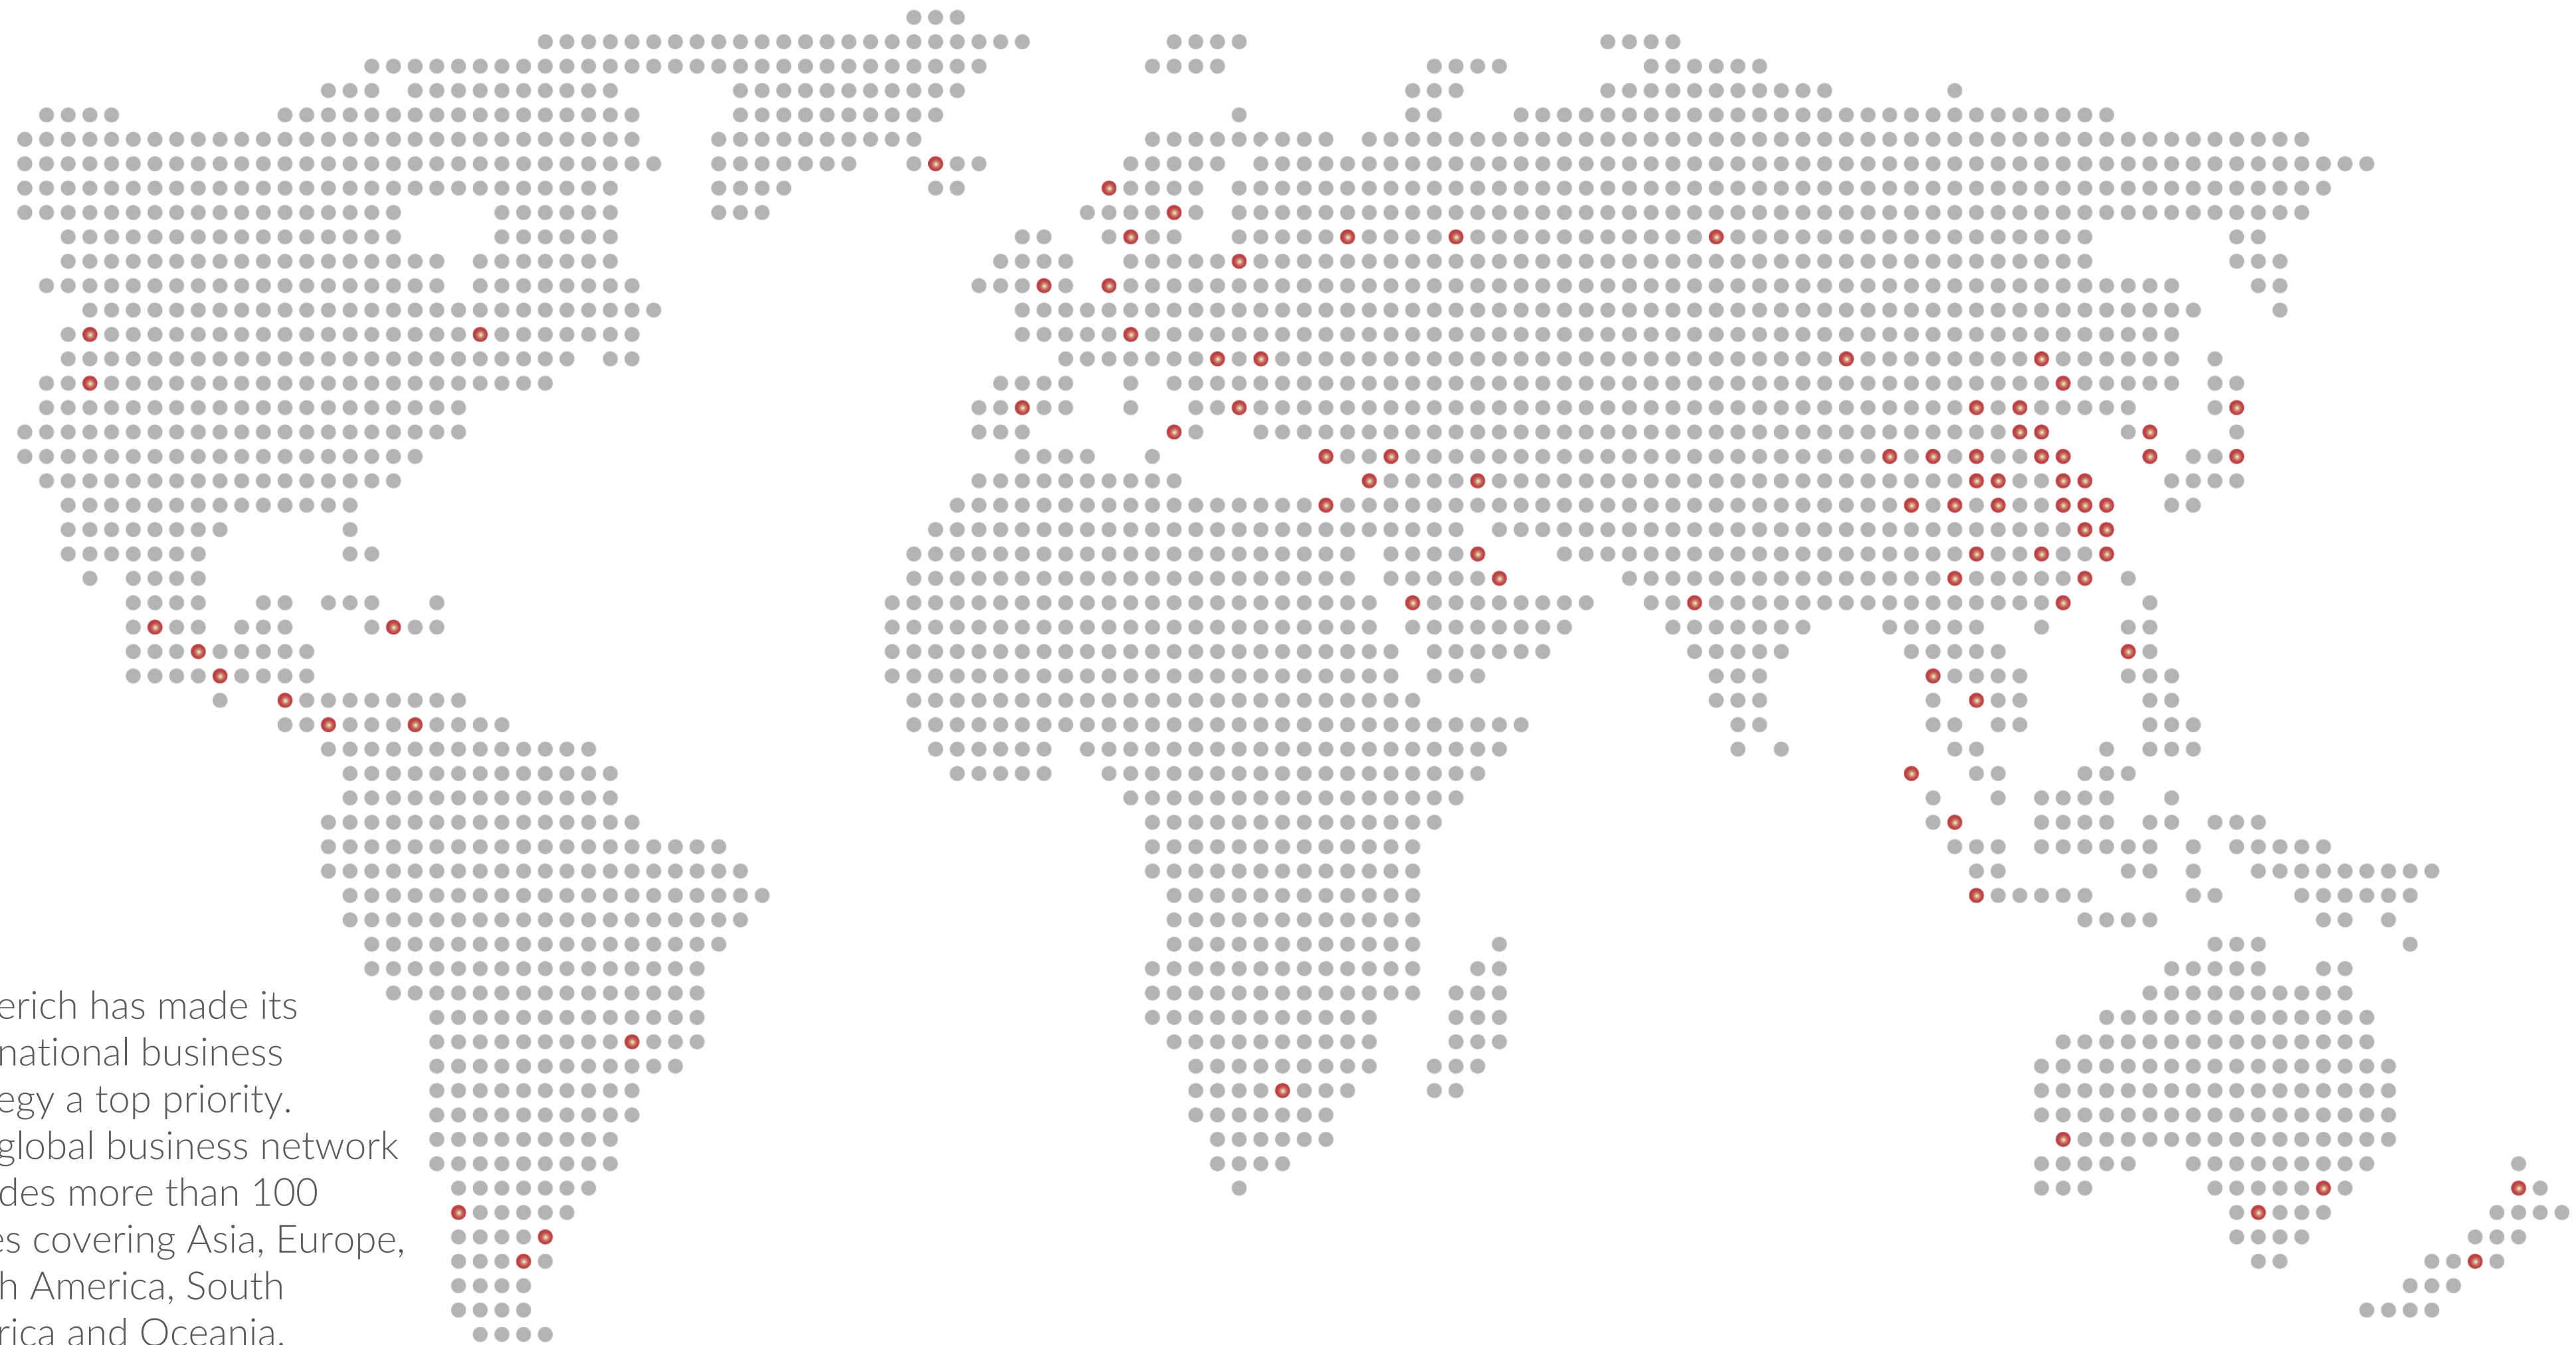 erich has made its
national business
egy a top priority.
global business network
des more than 100
es covering Asia, Europe,
h America, South
rica and Oceania.